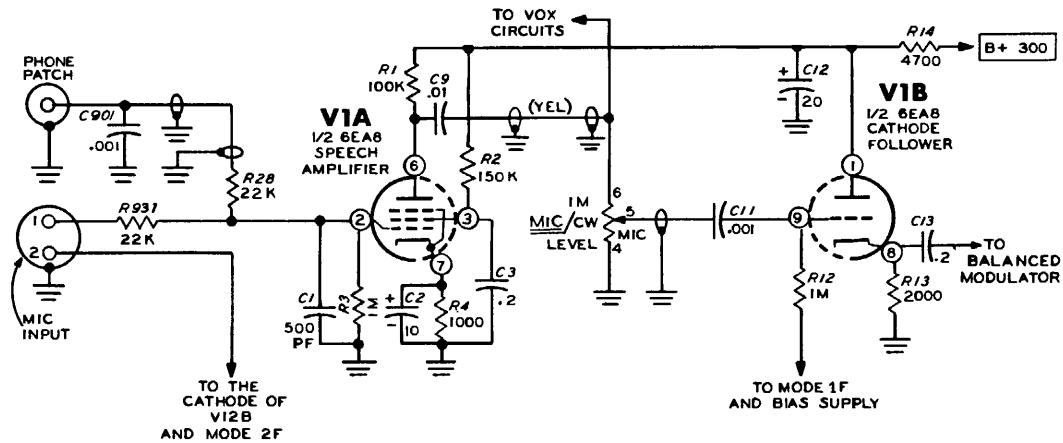 TO VOX
CIRCUITS
R14
4700
B+ 300
PHONE
PATCH
C901
.001
R1
100K
C9
.01
(YEL)
C12
+
-
20
V1B
1/2 6EA8
CATHODE
FOLLOWER
V1A
1/2 6EA8
SPEECH
AMPLIFIER
R28
22K
R2
150K
6
1
1
R931
22K
2
2
3
6
1M
5
MIC/CW
MIC
LEVEL
4
C11
.001
9
C13
.2
8
TO
BALANCED
MODULATOR
MIC
INPUT
C1
500
PF
R3
1M
+
C2
-
10
7
R4
1000
C3
.2
R12
1M
R13
2000
TO THE
CATHODE OF
V12B
AND MODE 2F
TO MODE 1F
AND BIAS SUPPLY